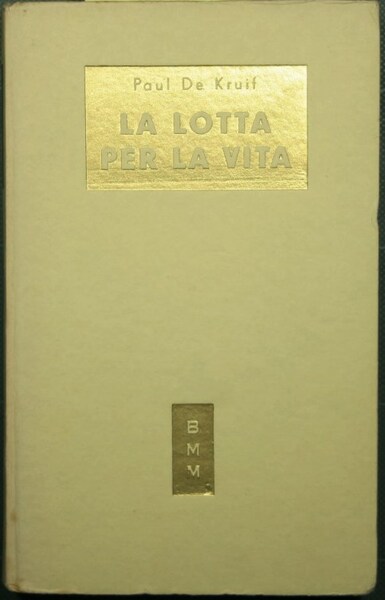 Paul De Kruif
LA LOTTA
PER LA VITA
B
M
M